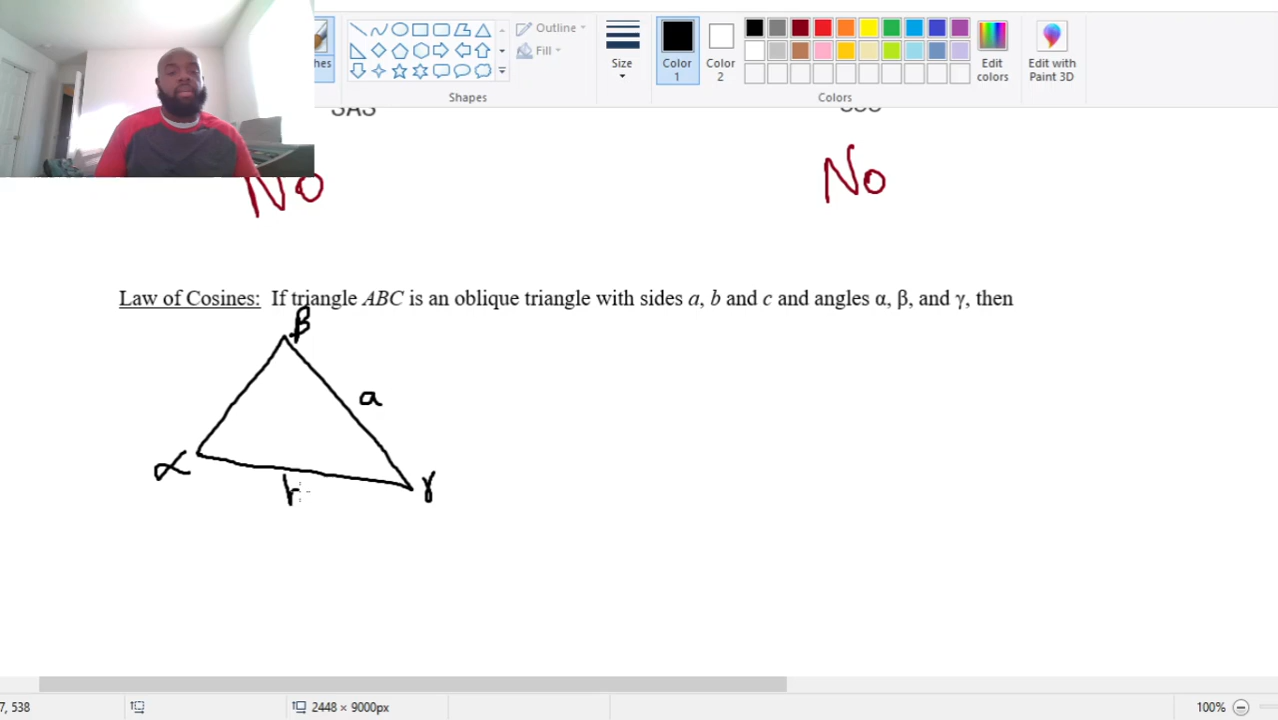 Outline
Fill
Size
Color 1
Color 2
Edit colors
Edit with Paint 3D
Shapes
Colors
SAS
No
No
Law of Cosines: If triangle ABC is an oblique triangle with sides a, b and c and angles α, β, and γ, then
β
a
α
γ
7, 538
2448 × 9000px
100%